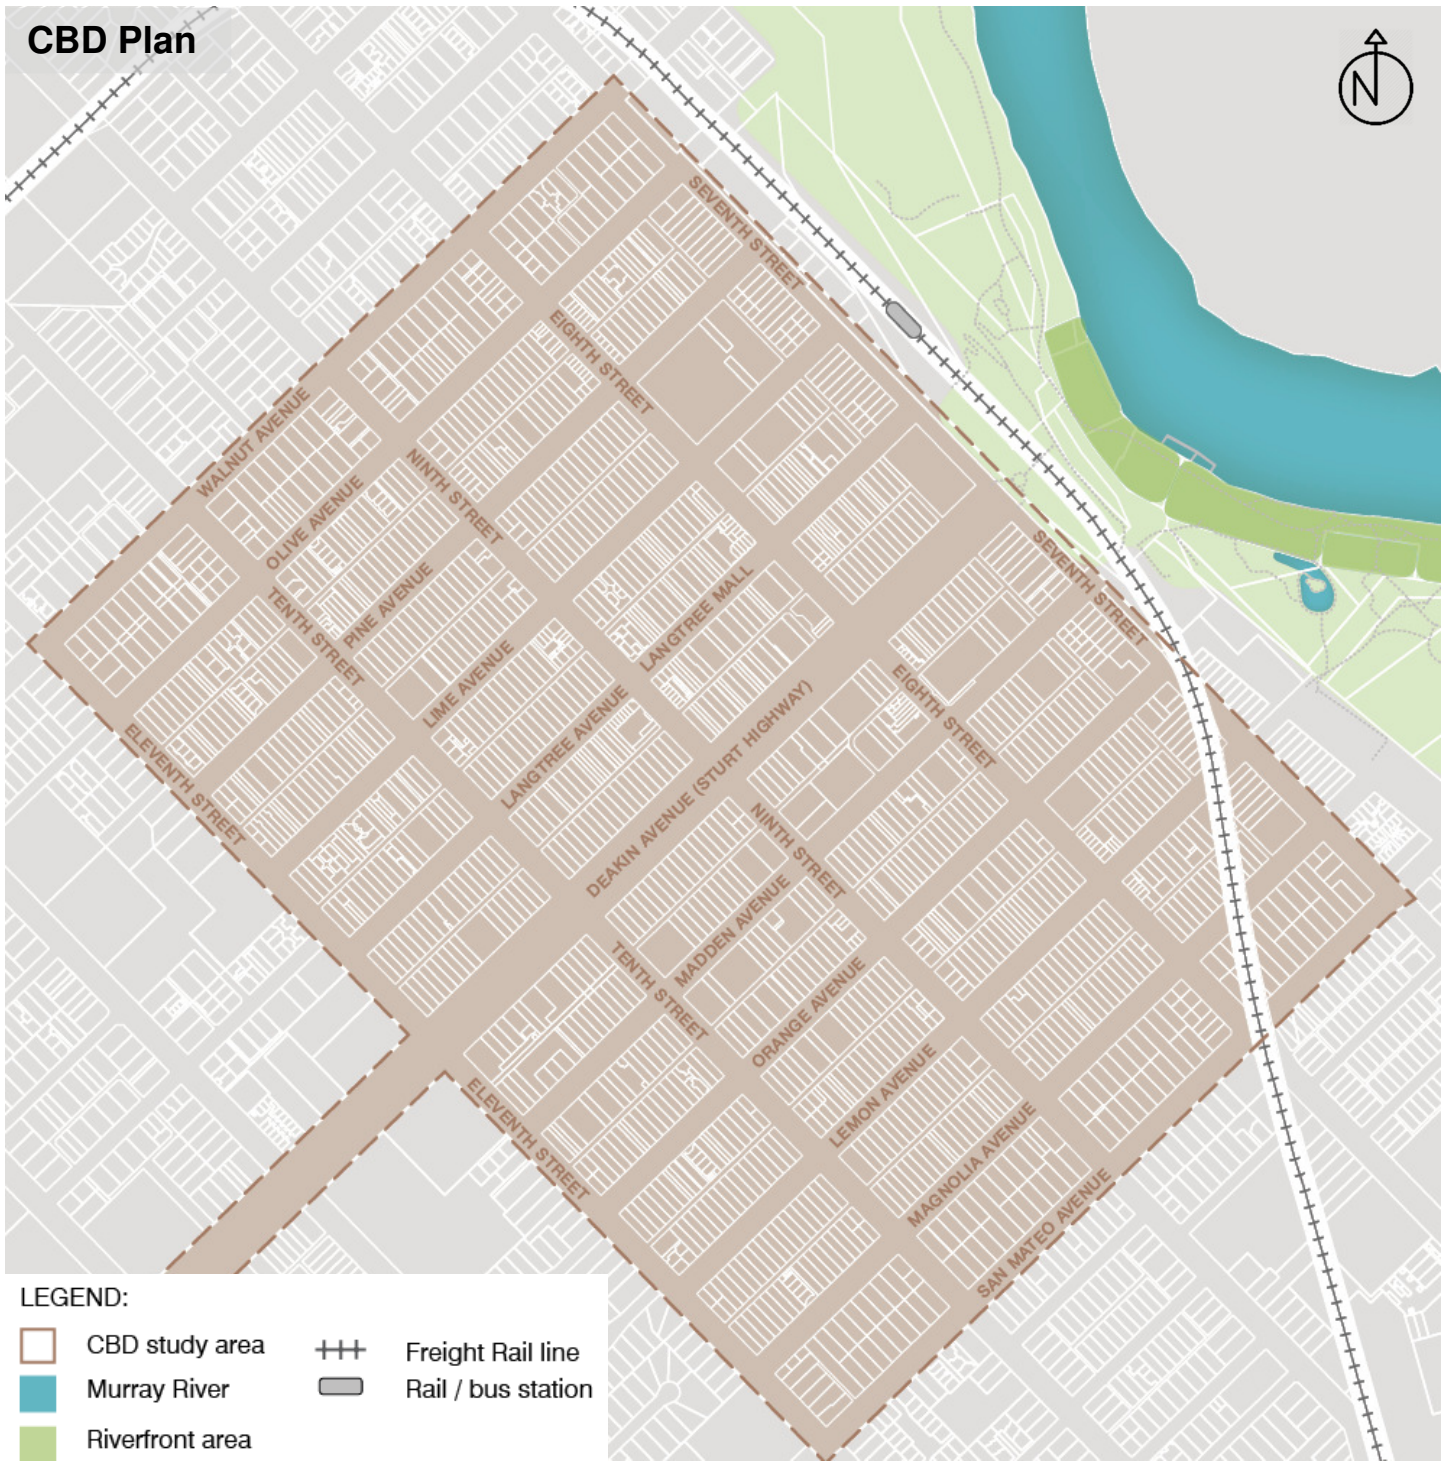 CBD Plan
N
SEVENTH STREET
EIGHTH STREET
WALNUT AVENUE
NINTH STREET
OLIVE AVENUE
TENTH STREET
PINE AVENUE
LANGTREE MALL
SEVENTH STREET
LIME AVENUE
EIGHTH STREET
LANGTREE AVENUE
DEAKIN AVENUE (STURT HIGHWAY)
ELEVENTH STREET
NINTH STREET
MADDEN AVENUE
TENTH STREET
ORANGE AVENUE
LEMON AVENUE
ELEVENTH STREET
MAGNOLIA AVENUE
SAN MATEO AVENUE
LEGEND:
CBD study area
Freight Rail line
Murray River
Rail / bus station
Riverfront area